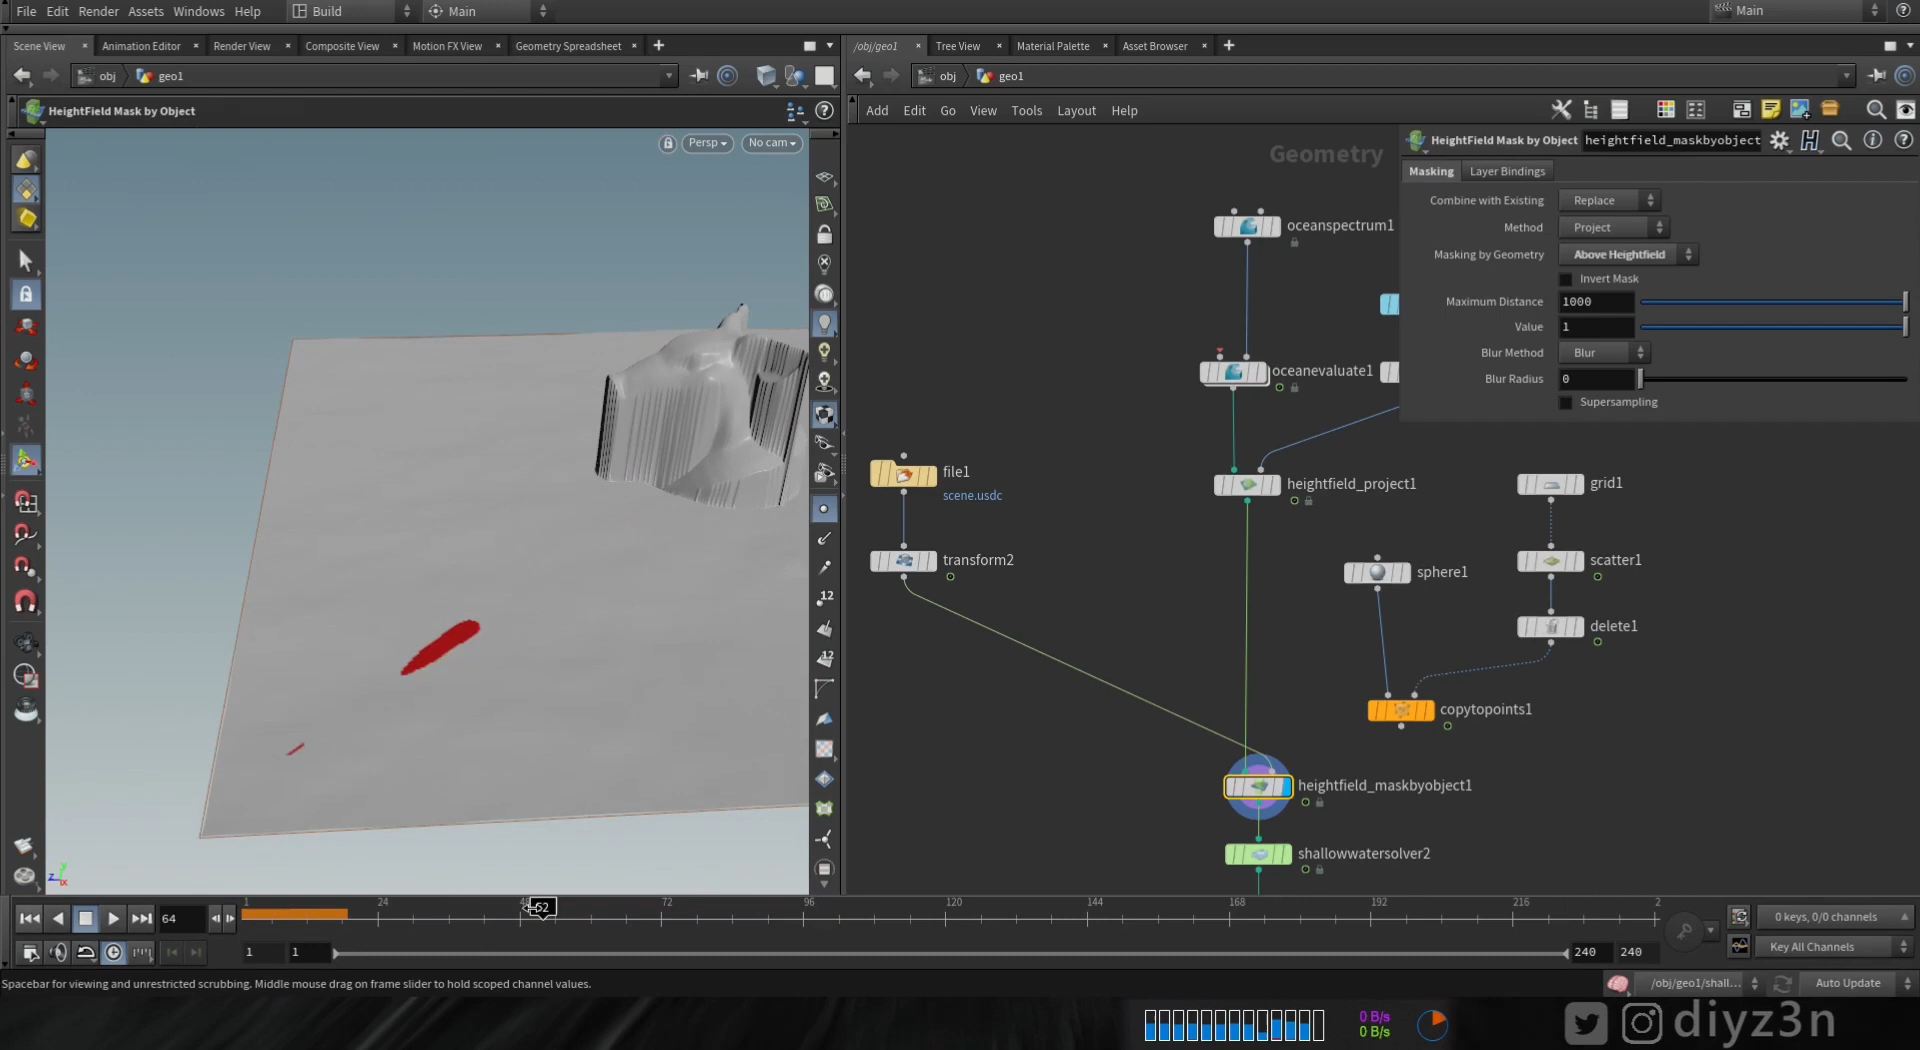 File Edit Render Assets Windows Help Build Main Main
Scene View Animation Editor Render View Composite View Motion FX View Geometry Spreadsheet
/obj/geo1 Tree View Material Palette Asset Browser
obj geo1
obj geo1
HeightField Mask by Object
Add Edit Go View Tools Layout Help
Persp No cam
Geometry
HeightField Mask by Object heightfield_maskbyobject
Masking Layer Bindings
Combine with Existing Replace
Method Project
Masking by Geometry Above Heightfield
Invert Mask
Maximum Distance 1000
Value 1
Blur Method Blur
Blur Radius 0
Supersampling
oceanspectrum1
oceanevaluate1
file1
scene.usdc
heightfield_project1
grid1
transform2
sphere1
scatter1
delete1
copytopoints1
heightfield_maskbyobject1
shallowwatersolver2
12
12
z y x
64
1 24 52 72 96 120 144 168 192 216 2
0 keys, 0/0 channels
1 1 240 240
Key All Channels
Spacebar for viewing and unrestricted scrubbing. Middle mouse drag on frame slider to hold scoped channel values.
/obj/geo1/shall... Auto Update
0 B/s
0 B/s
diyz3n